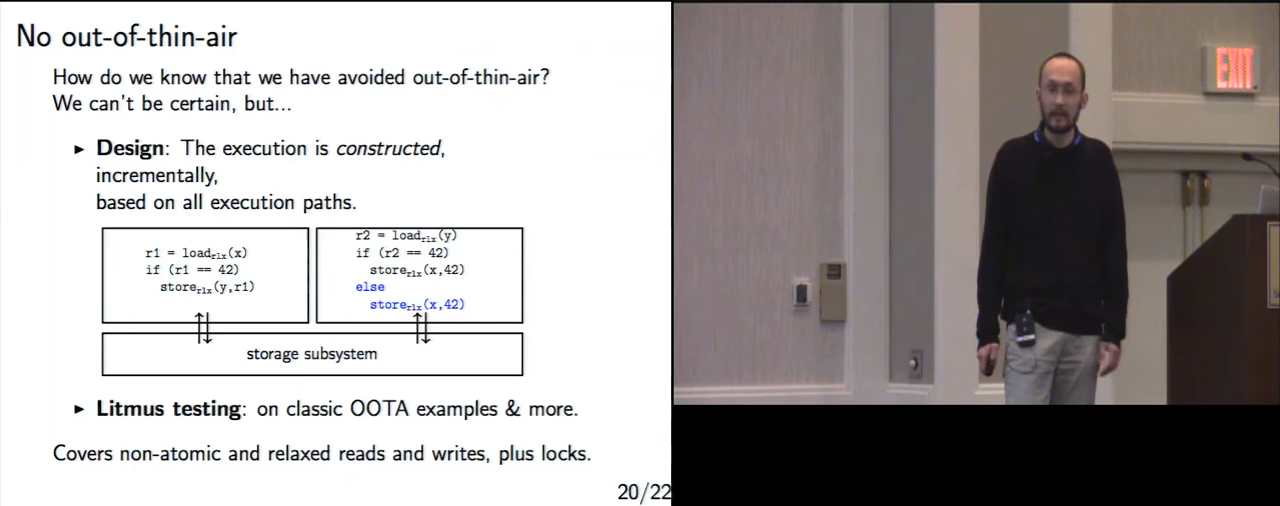 No out-of-thin-air
How do we know that we have avoided out-of-thin-air?
We can't be certain, but...
▸ Design: The execution is constructed,
incrementally,
based on all execution paths.
r1 = loadrlx(x)
if (r1 == 42)
storerlx(y,r1)
r2 = loadrlx(y)
if (r2 == 42)
storerlx(x,42)
else
storerlx(x,42)
storage subsystem
▸ Litmus testing: on classic OOTA examples & more.
Covers non-atomic and relaxed reads and writes, plus locks.
20/22
EXIT